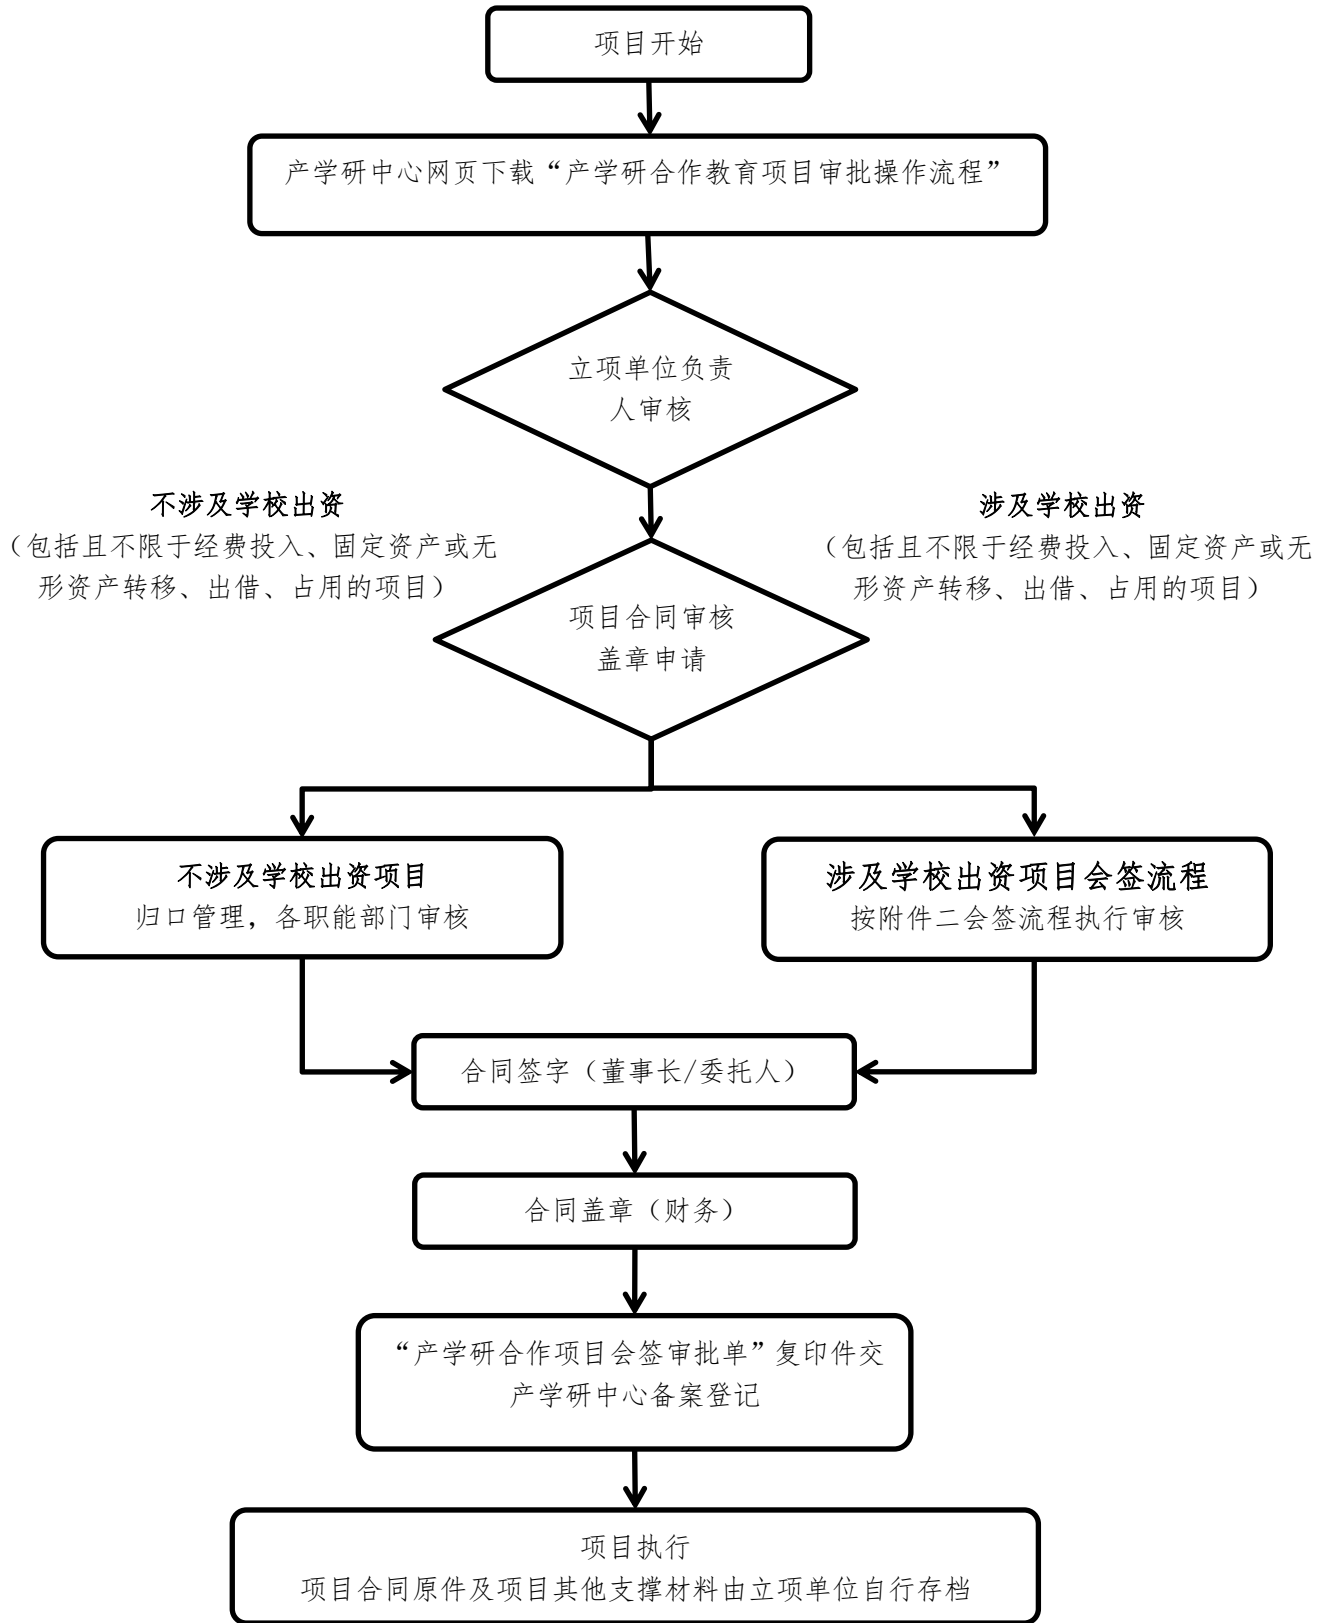 项目开始
产学研中心网页下载“产学研合作教育项目审批操作流程”
立项单位负责
人审核
不涉及学校出资
（包括且不限于经费投入、固定资产或无
形资产转移、出借、占用的项目）
涉及学校出资
（包括且不限于经费投入、固定资产或无
形资产转移、出借、占用的项目）
项目合同审核
盖章申请
不涉及学校出资项目
归口管理，各职能部门审核
涉及学校出资项目会签流程
按附件二会签流程执行审核
合同签字（董事长/委托人）
合同盖章（财务）
“产学研合作项目会签审批单”复印件交
产学研中心备案登记
项目执行
项目合同原件及项目其他支撑材料由立项单位自行存档